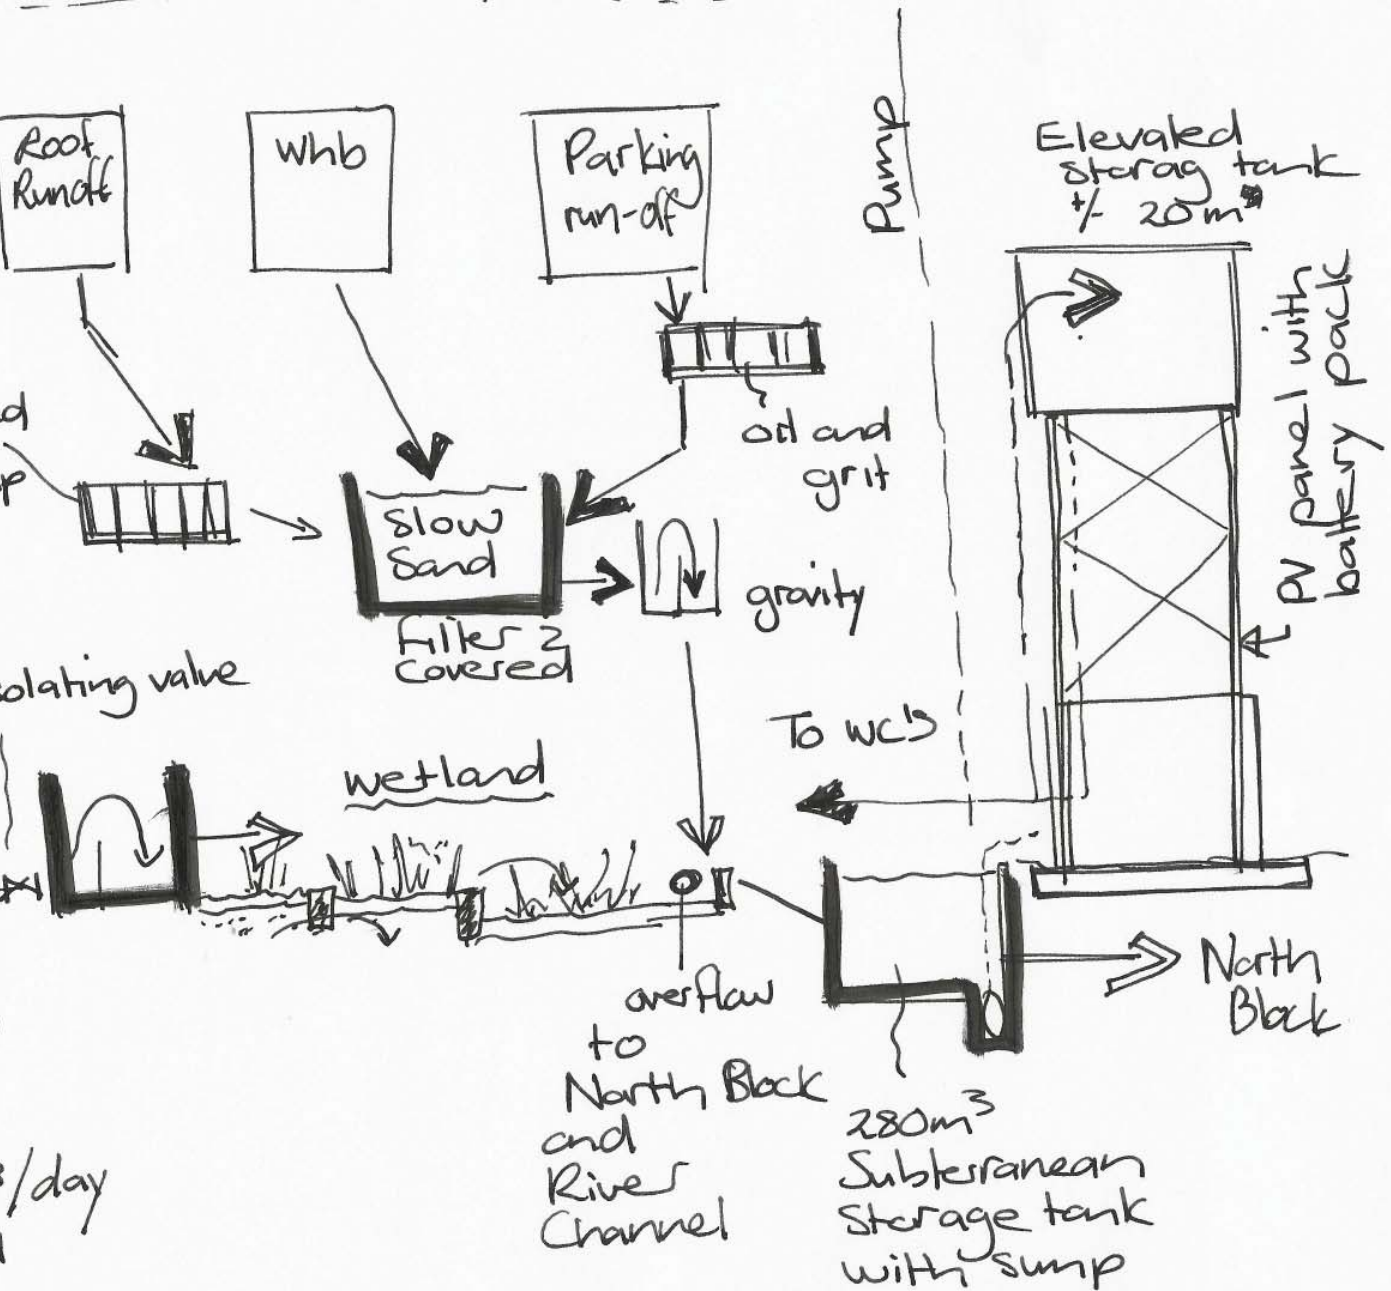 Roof
Runoff
Whb
Parking
run-off
Pump
Elevated
storag tank
+/- 20m³
PV panel with
battery pack
oil and
grit
Slow
Sand
filter 2
covered
gravity
solating valve
wetland
To WC's
overflow
to
North Block
and
River
Channel
280m³
Subterranean
Storage tank
with sump
North
Block
/day